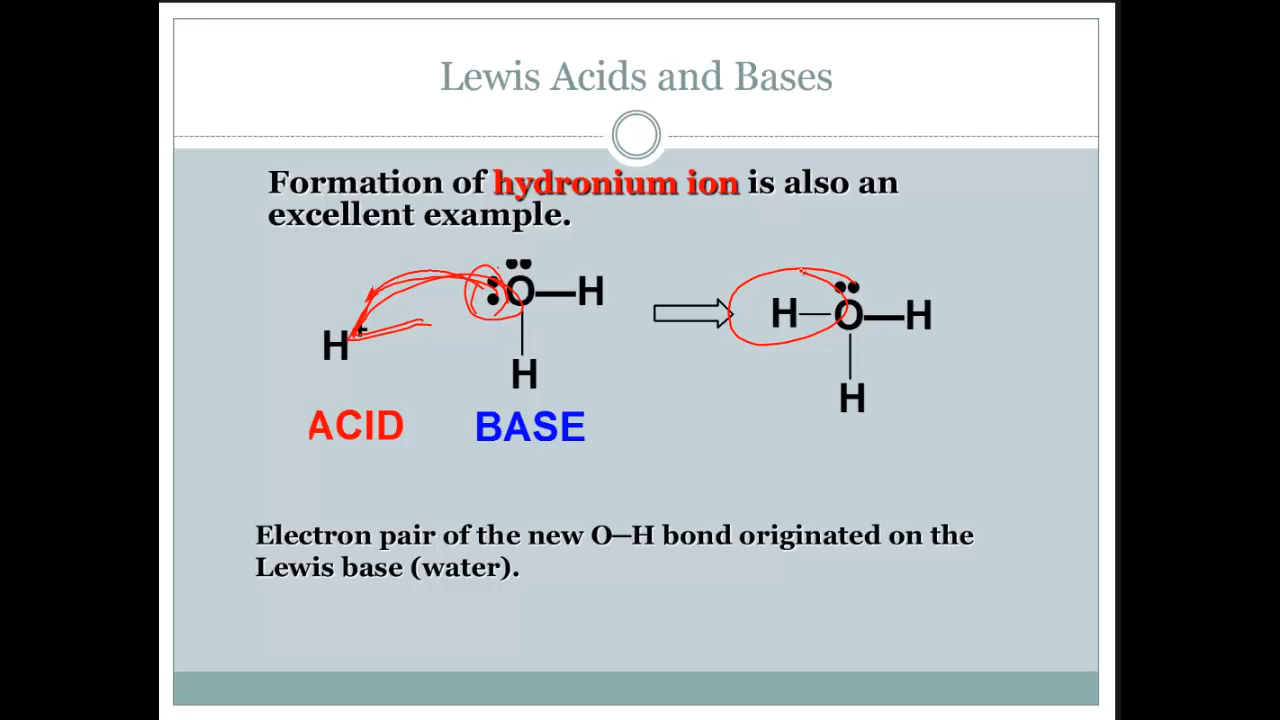 Lewis Acids and Bases
Formation of hydronium ion is also an
excellent example.
O—H
H+
H
H—O—H
H
ACID BASE
Electron pair of the new O—H bond originated on the
Lewis base (water).